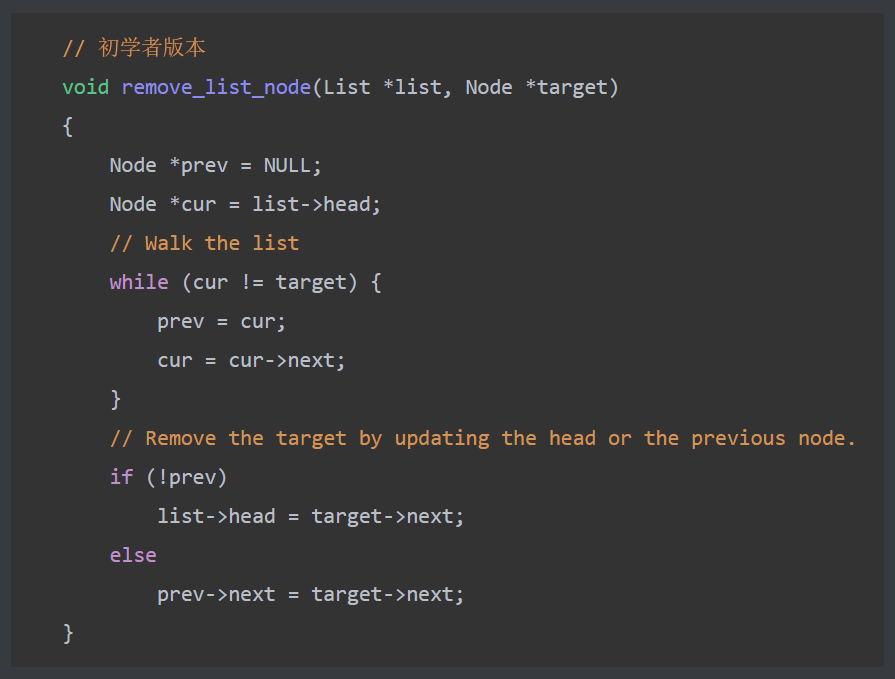 // 初学者版本
void remove_list_node(List *list, Node *target)
{
    Node *prev = NULL;
    Node *cur = list->head;
    // Walk the list
    while (cur != target) {
        prev = cur;
        cur = cur->next;
    }
    // Remove the target by updating the head or the previous node.
    if (!prev)
        list->head = target->next;
    else
        prev->next = target->next;
}